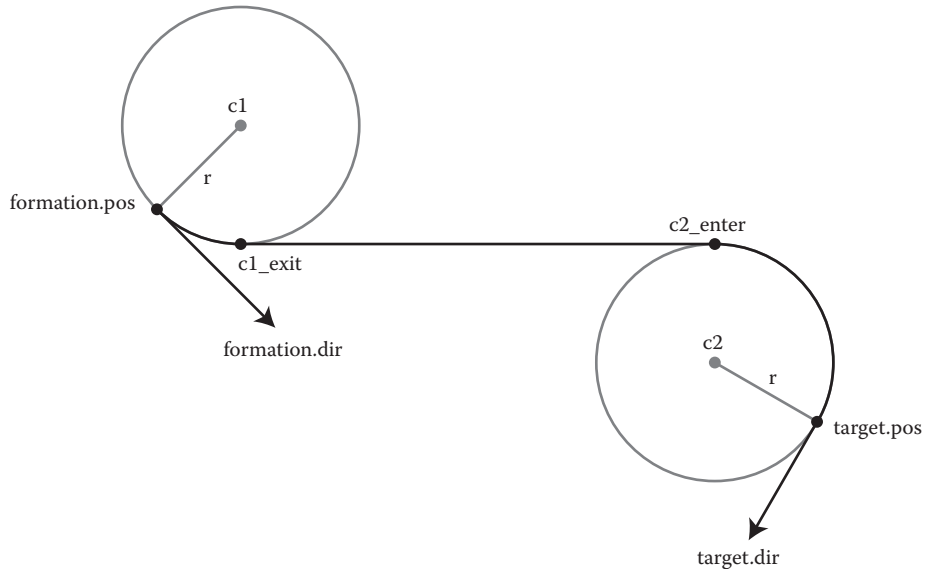 c1
r
formation.pos
c1_exit
c2_enter
formation.dir
c2
r
target.pos
target.dir